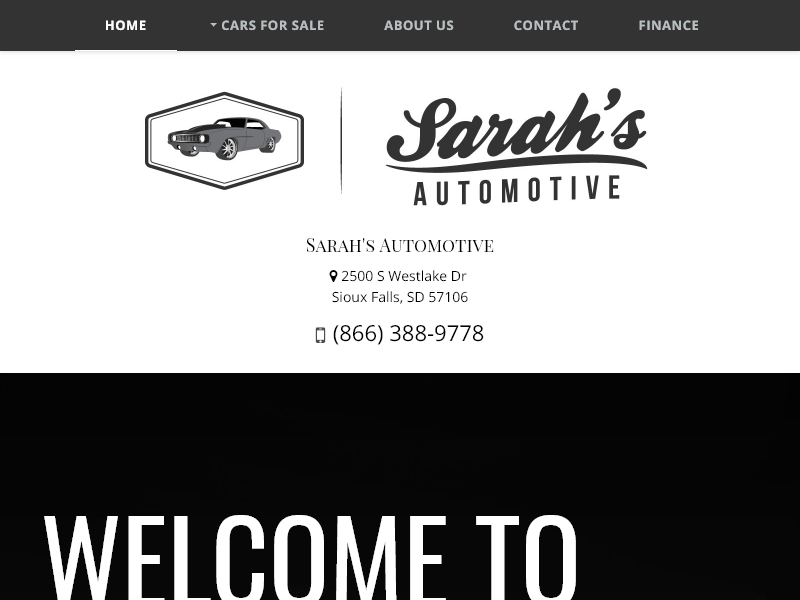 HOME CARS FOR SALE ABOUT US CONTACT FINANCE
Sarah's
AUTOMOTIVE
Sarah's Automotive
2500 S Westlake Dr
Sioux Falls, SD 57106
(866) 388-9778
WELCOME TO